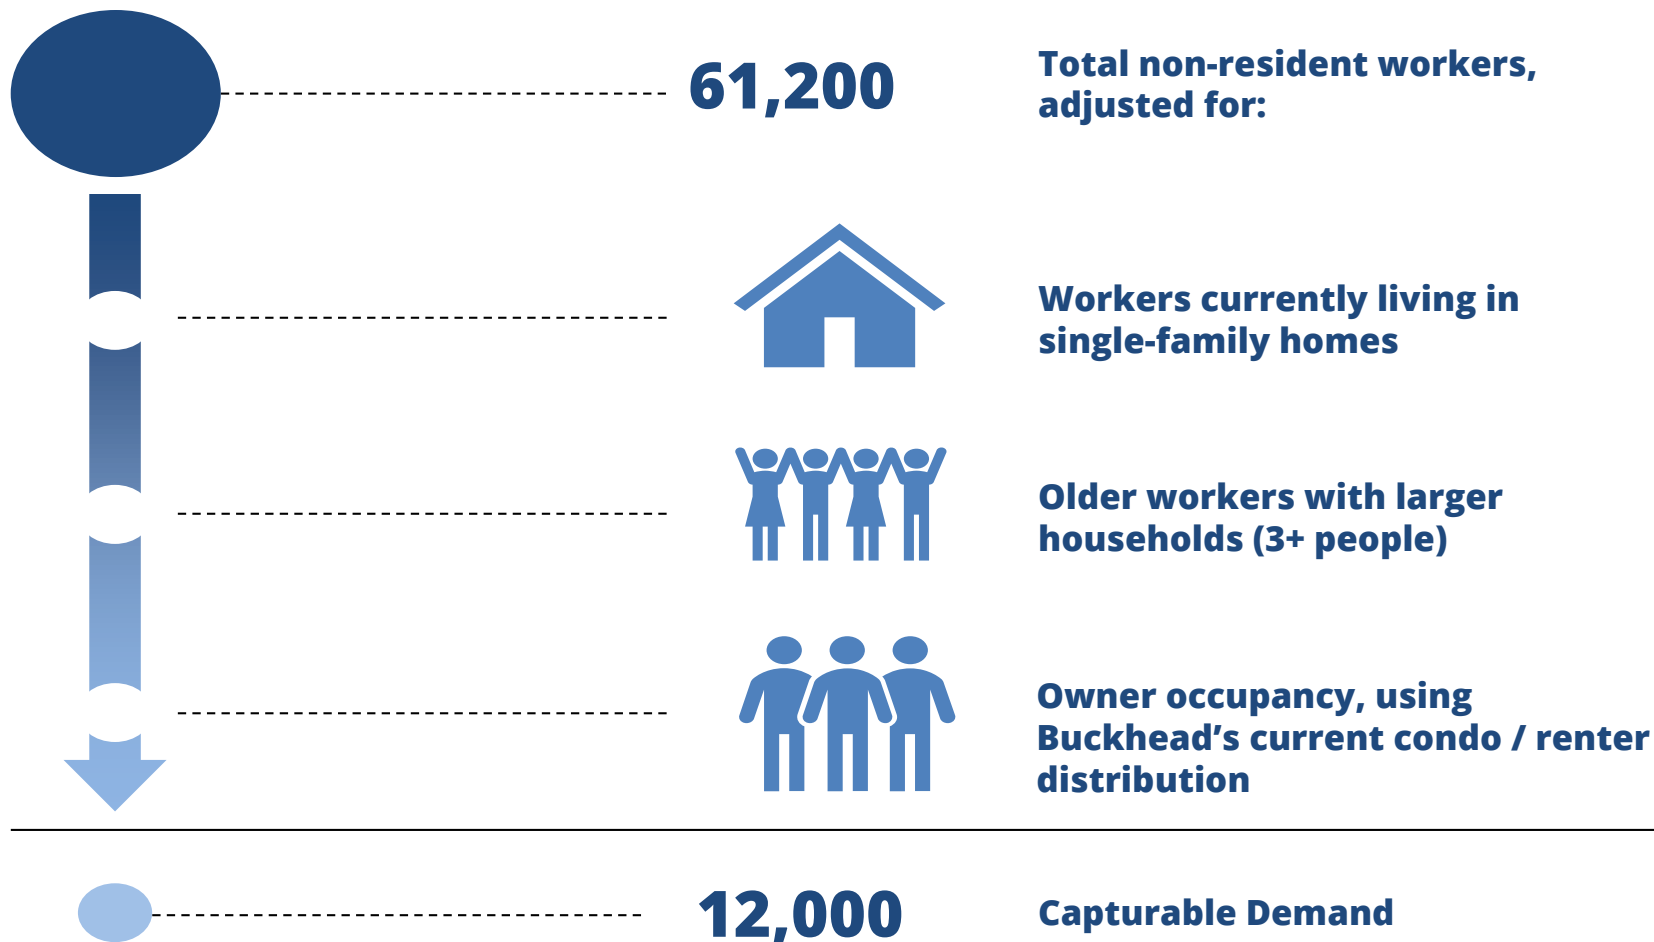 61,200
Total non-resident workers,
adjusted for:
Workers currently living in
single-family homes
Older workers with larger
households (3+ people)
Owner occupancy, using
Buckhead’s current condo / renter
distribution
12,000
Capturable Demand